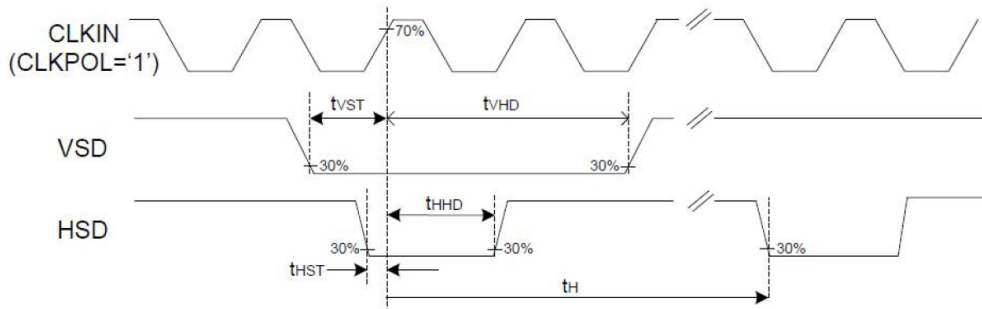 CLKIN
(CLKPOL=‘1’)
70%
tVST
tVHD
VSD
30%
30%
tHHD
HSD
30%
30%
30%
tHST
tH